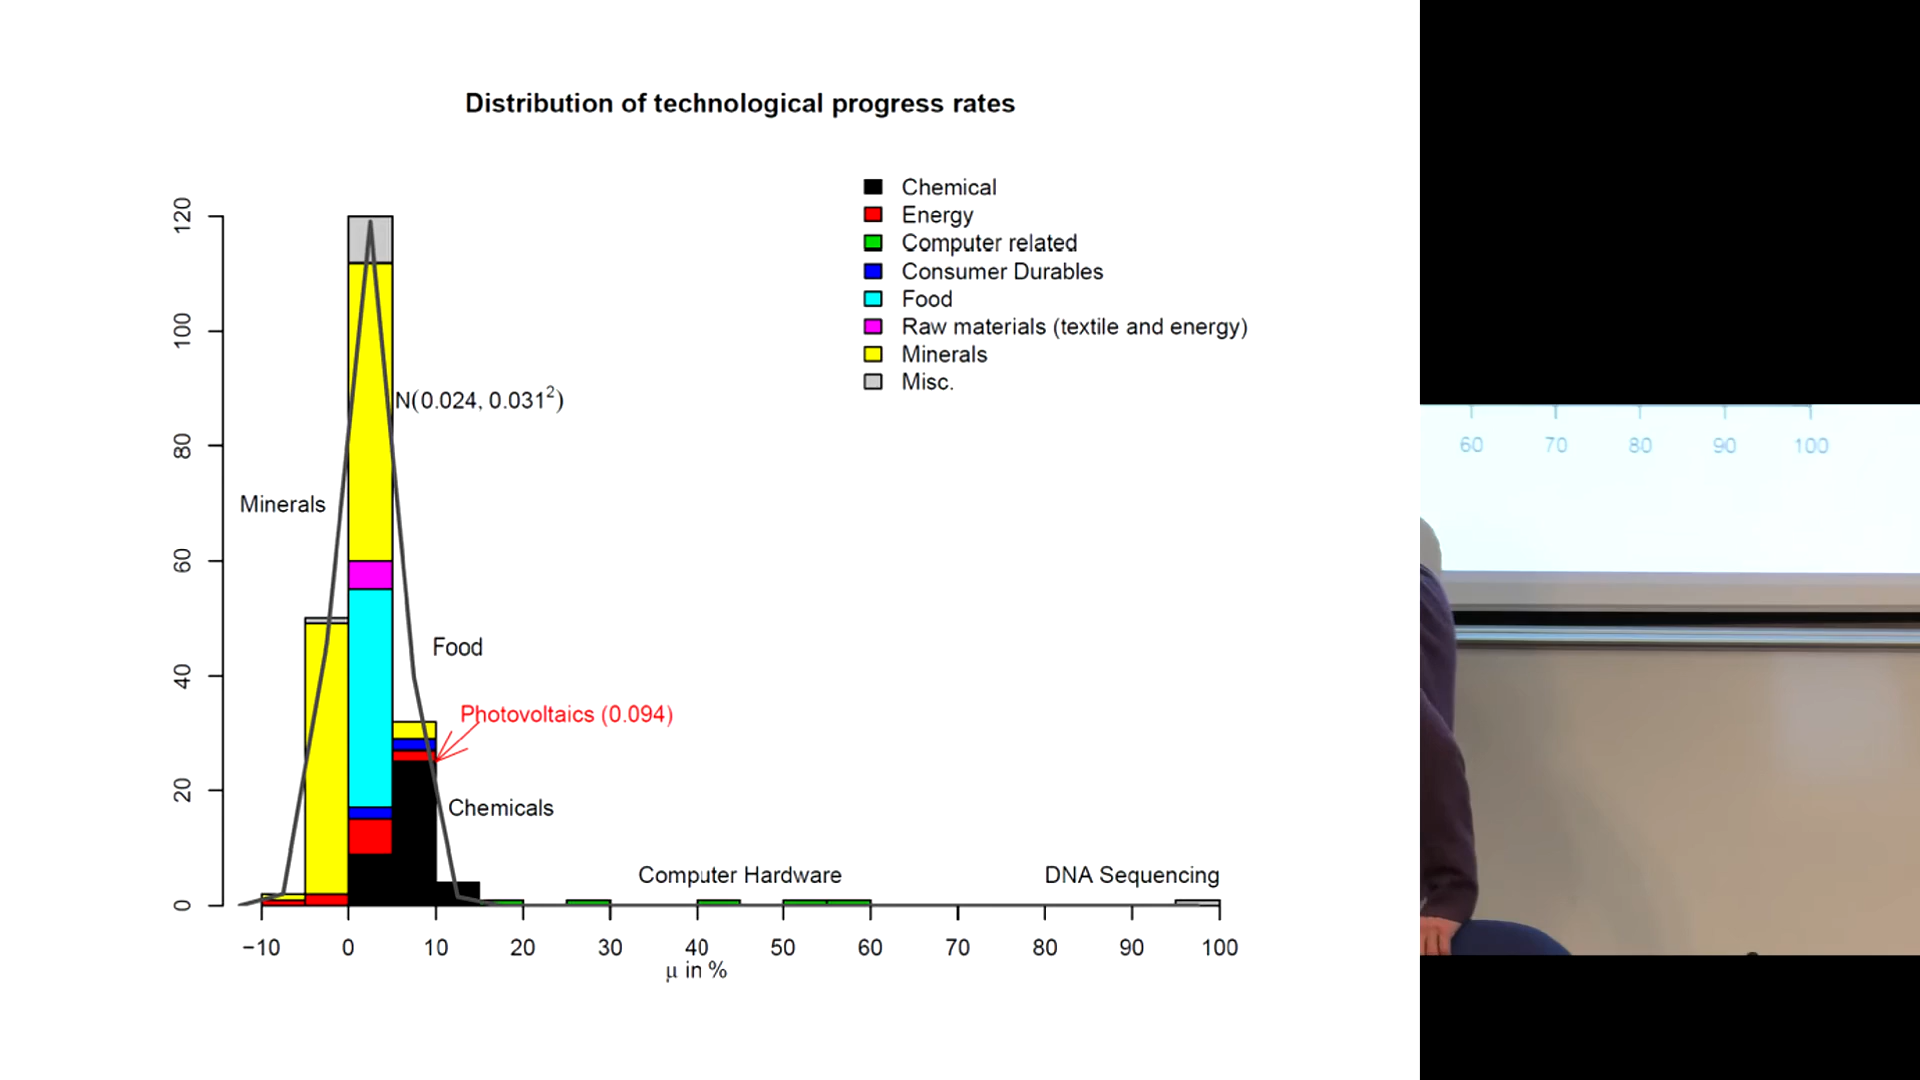 Distribution of technological progress rates
Chemical
Energy
Computer related
Consumer Durables
Food
Raw materials (textile and energy)
Minerals
Misc.
120
100
80
60
40
20
0
N(0.024, 0.031²)
Minerals
Food
Photovoltaics (0.094)
Chemicals
Computer Hardware
DNA Sequencing
−10 0 10 20 30 40 50 60 70 80 90 100
μ in %
60 70 80 90 100